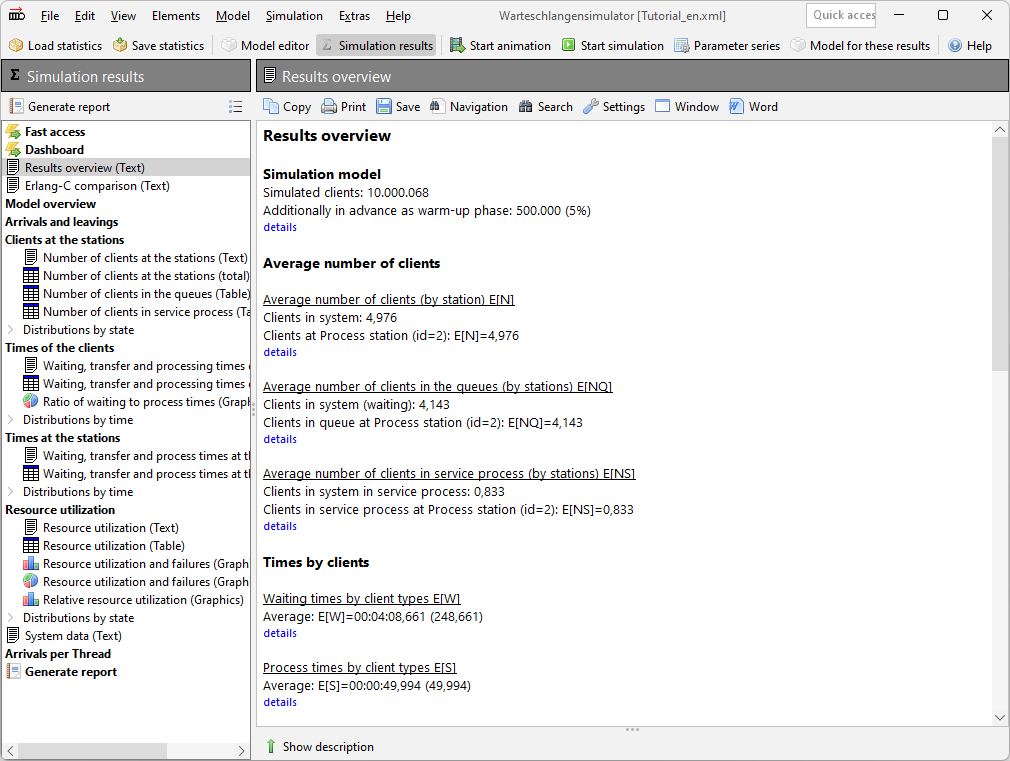 File Edit View Elements Model Simulation Extras Help Warteschlangensimulator [Tutorial_en.xml] Quick acces
Load statistics Save statistics Model editor Simulation results Start animation Start simulation Parameter series Model for these results Help
Σ Simulation results
Generate report
Fast access
Dashboard
Results overview (Text)
Erlang-C comparison (Text)
Model overview
Arrivals and leavings
Clients at the stations
Number of clients at the stations (Text)
Number of clients at the stations (total)
Number of clients in the queues (Table)
Number of clients in service process (Ta
Distributions by state
Times of the clients
Waiting, transfer and processing times
Waiting, transfer and processing times
Ratio of waiting to process times (Graph
Distributions by time
Times at the stations
Waiting, transfer and process times at t
Waiting, transfer and process times at t
Distributions by time
Resource utilization
Resource utilization (Text)
Resource utilization (Table)
Resource utilization and failures (Graph
Resource utilization and failures (Graph
Relative resource utilization (Graphics)
Distributions by state
System data (Text)
Arrivals per Thread
Generate report
Results overview
Copy Print Save Navigation Search Settings Window Word
Results overview
Simulation model
Simulated clients: 10.000.068
Additionally in advance as warm-up phase: 500.000 (5%)
details
Average number of clients
Average number of clients (by station) E[N]
Clients in system: 4,976
Clients at Process station (id=2): E[N]=4,976
details
Average number of clients in the queues (by stations) E[NQ]
Clients in system (waiting): 4,143
Clients in queue at Process station (id=2): E[NQ]=4,143
details
Average number of clients in service process (by stations) E[NS]
Clients in system in service process: 0,833
Clients in service process at Process station (id=2): E[NS]=0,833
details
Times by clients
Waiting times by client types E[W]
Average: E[W]=00:04:08,661 (248,661)
details
Process times by client types E[S]
Average: E[S]=00:00:49,994 (49,994)
details
Show description